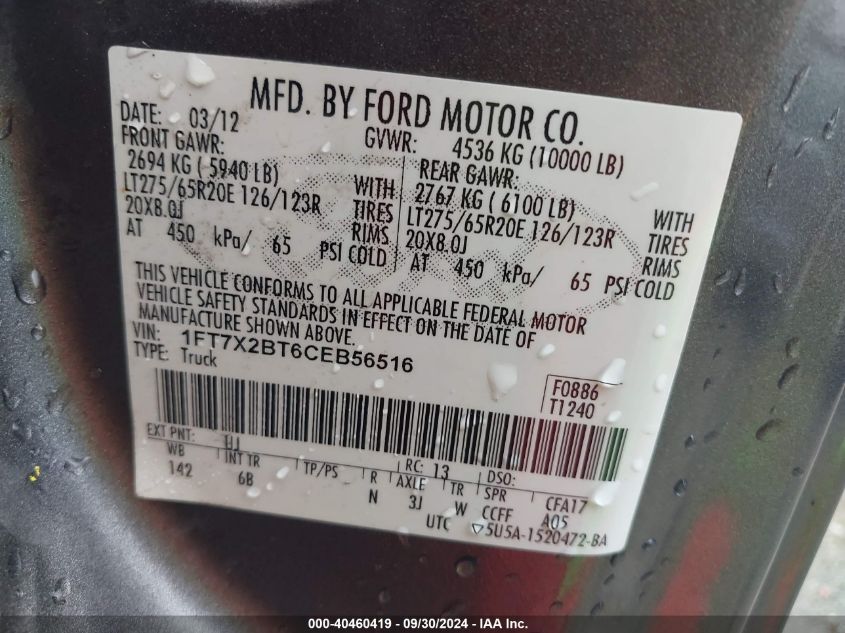 MFD. BY FORD MOTOR CO.
DATE: 03/12 GVWR: 4536 KG (10000 LB)
FRONT GAWR: REAR GAWR:
2694 KG ( 5940 LB) WITH 2767 KG ( 6100 LB) WITH
LT275/65R20E 126/123R TIRES LT275/65R20E 126/123R TIRES
20X8.0J RIMS 20X8.0J RIMS
AT 450 kPa/ 65 PSI COLD AT 450 kPa/ 65 PSI COLD
THIS VEHICLE CONFORMS TO ALL APPLICABLE FEDERAL MOTOR
VEHICLE SAFETY STANDARDS IN EFFECT ON THE DATE OF
MANUFACTURE SHOWN ABOVE.
VIN: 1FT7X2BT6CEB56516
TYPE: Truck
F0886
T1240
EXT PNT: UJ RC: 13 DSO:
WB INT TR TP/PS R AXLE TR SPR CFA17
142 6B N 3J W CCFF A05
UTC 5U5A-1520472-BA
000-40460419 - 09/30/2024 - IAA Inc.